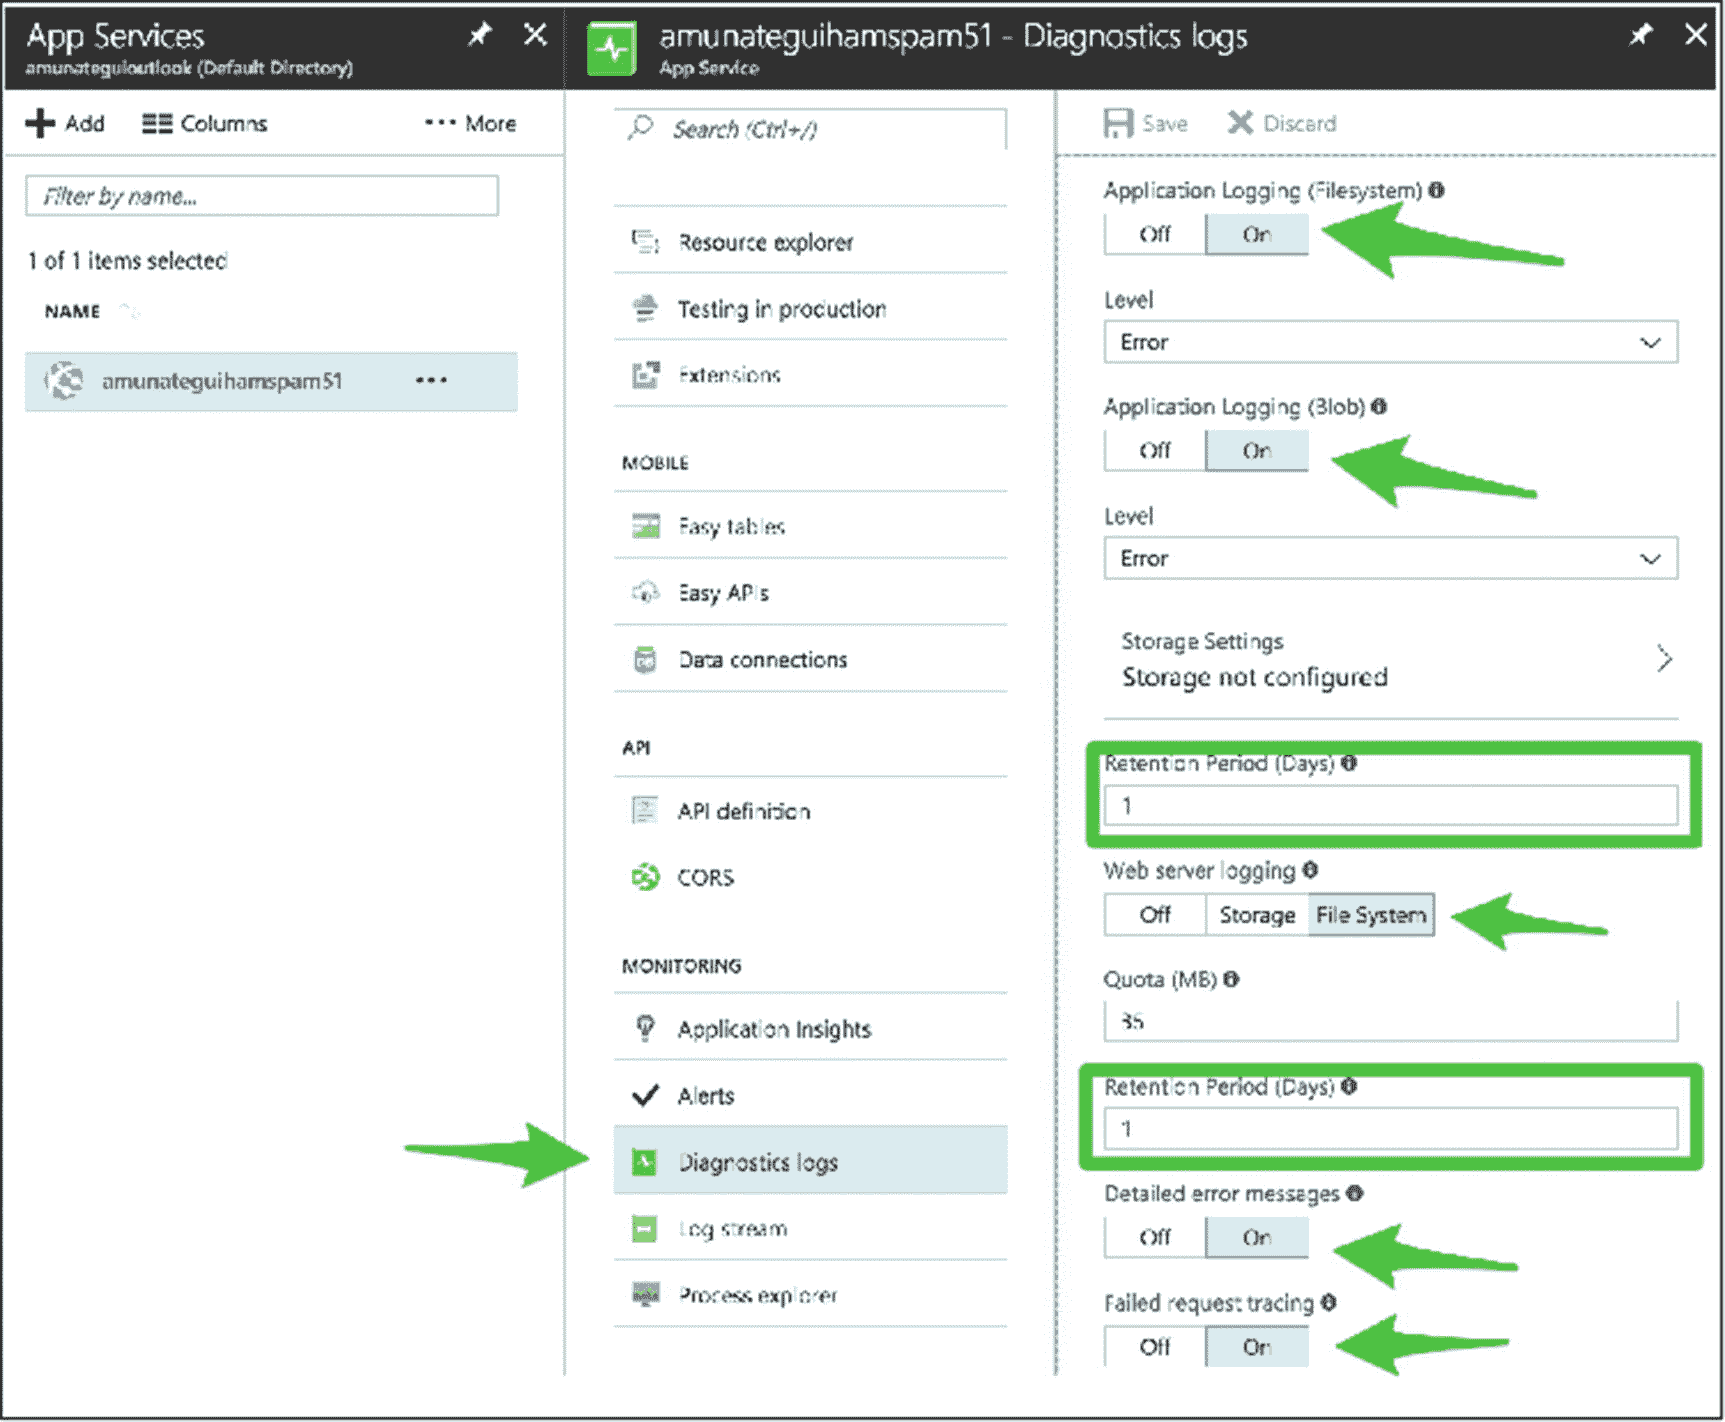 App Services
amunateguioutlook (Default Directory)
Add
Columns
More
Filter by name...
1 of 1 items selected
NAME
amunateguihamspam51
amunateguihamspam51 - Diagnostics logs
App Service
Search (Ctrl+/)
Resource explorer
Testing in production
Extensions
MOBILE
Easy tables
Easy APIs
Data connections
API
API definition
CORS
MONITORING
Application Insights
Alerts
Diagnostics logs
Log stream
Process explorer
Save
Discard
Application Logging (Filesystem)
Off On
Level
Error
Application Logging (Blob)
Off On
Level
Error
Storage Settings
Storage not configured
Retention Period (Days)
1
Web server logging
Off Storage File System
Quota (MB)
35
Retention Period (Days)
1
Detailed error messages
Off On
Failed request tracing
Off On